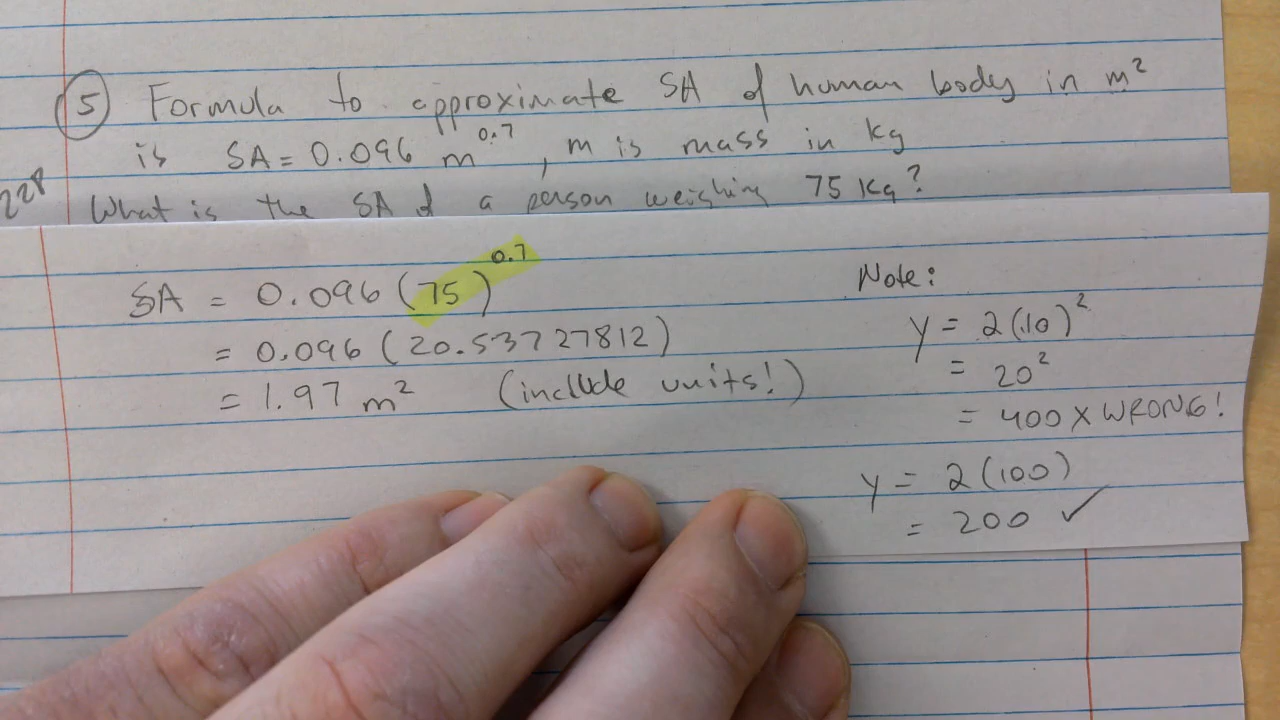 5 Formula to approximate SA of human body in m²
is SA = 0.096 m^0.7, m is mass in kg
228
What is the SA of a person weighing 75 kg?
SA = 0.096 (75)^0.7
= 0.096 (20.53727812)
= 1.97 m² (include units!)
Note:
y = 2(10)²
= 20²
= 400 X WRONG!
y = 2(100)
= 200 ✓